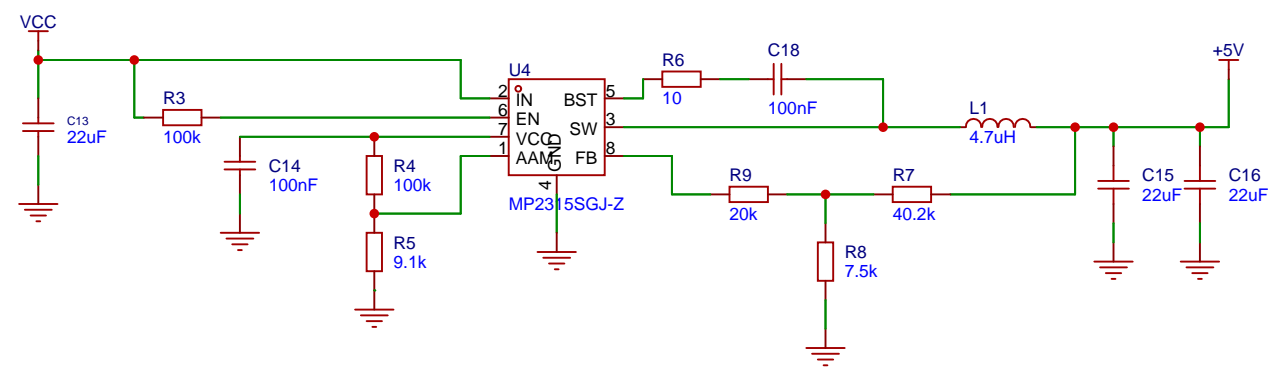 VCC
C13
22uF
R3
100k
C14
100nF
R4
100k
R5
9.1k
U4
2
IN
6
EN
7
VCC
1
AAM
GND
4
BST
5
SW
3
FB
8
MP2315SGJ-Z
R6
10
C18
100nF
L1
4.7uH
R9
20k
R7
40.2k
R8
7.5k
+5V
C15
22uF
C16
22uF